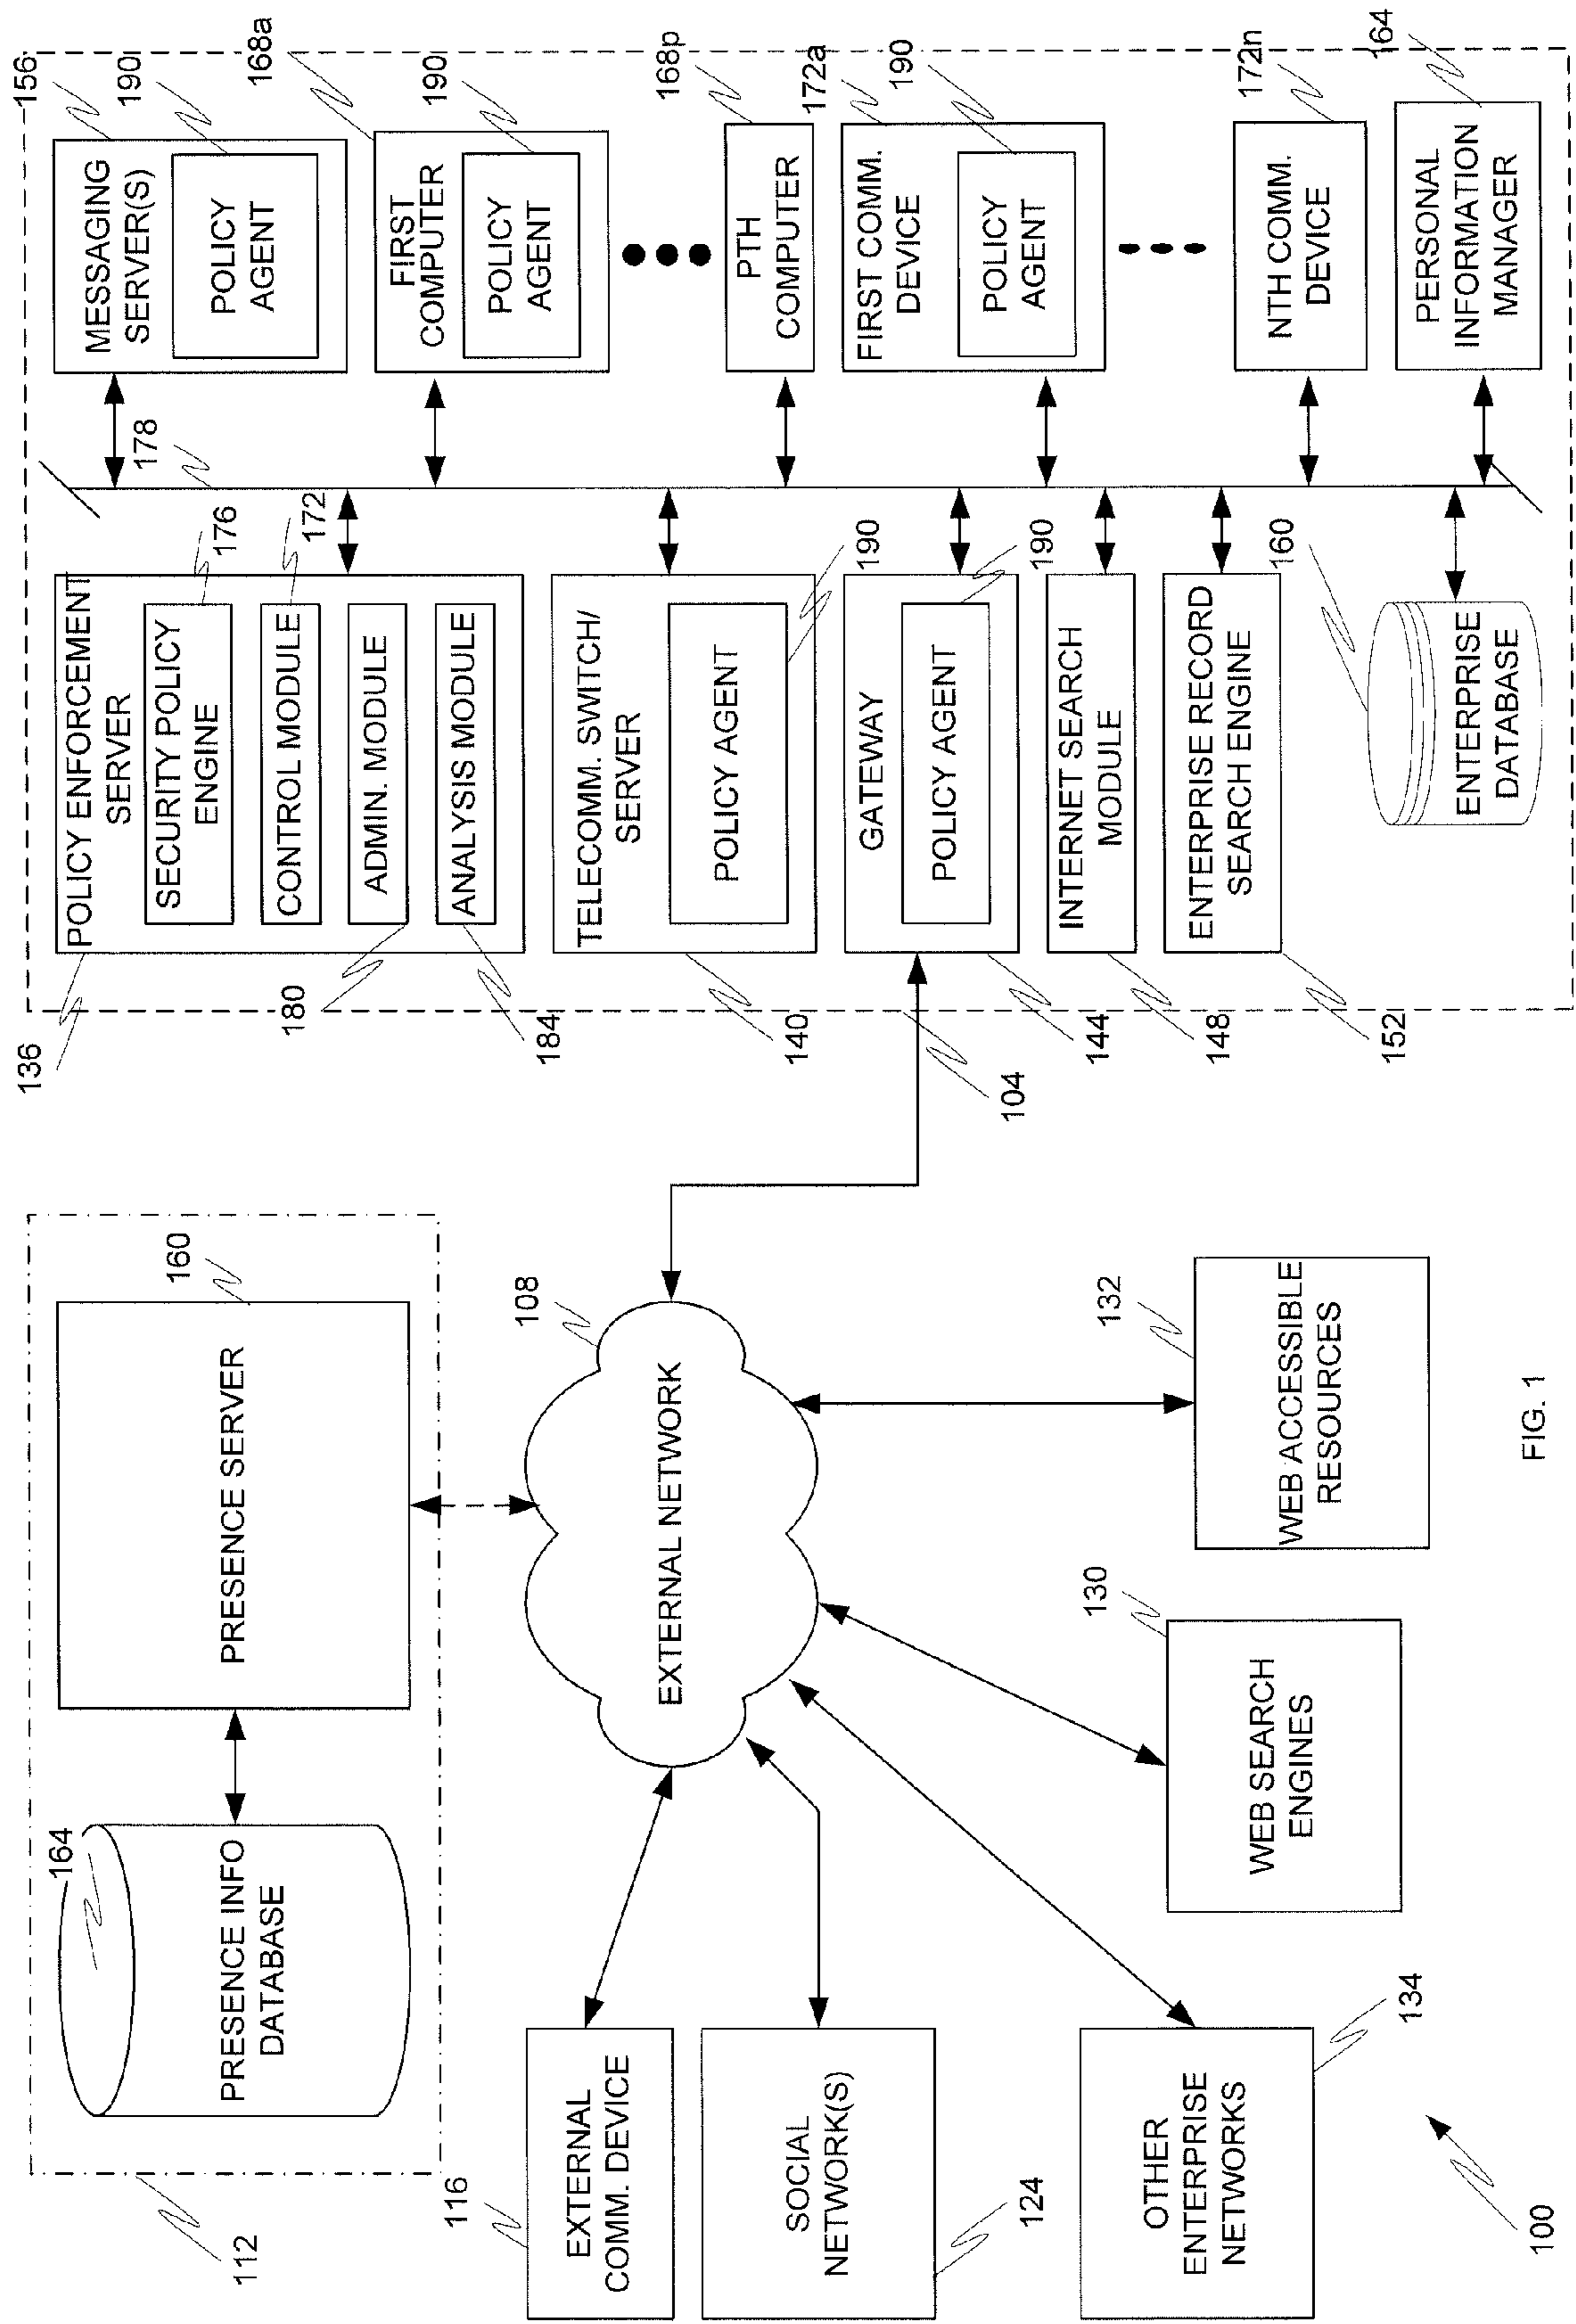 112
164
PRESENCE INFO
DATABASE
160
PRESENCE SERVER
116
EXTERNAL
COMM. DEVICE
SOCIAL
NETWORK(S)
124
OTHER
ENTERPRISE
NETWORKS
134
108
EXTERNAL NETWORK
130
WEB SEARCH
ENGINES
132
WEB ACCESSIBLE
RESOURCES
100
104
136
POLICY ENFORCEMENT
SERVER
176
SECURITY POLICY
ENGINE
172
CONTROL MODULE
180
ADMIN. MODULE
184
ANALYSIS MODULE
140
TELECOMM. SWITCH/
SERVER
POLICY AGENT
190
144
GATEWAY
POLICY AGENT
190
148
INTERNET SEARCH
MODULE
152
ENTERPRISE RECORD
SEARCH ENGINE
160
ENTERPRISE
DATABASE
178
156
MESSAGING
SERVER(S)
190
POLICY
AGENT
168a
FIRST
COMPUTER
190
POLICY
AGENT
168p
PTH
COMPUTER
172a
FIRST COMM.
DEVICE
190
POLICY
AGENT
172n
NTH COMM.
DEVICE
164
PERSONAL
INFORMATION
MANAGER
FIG. 1